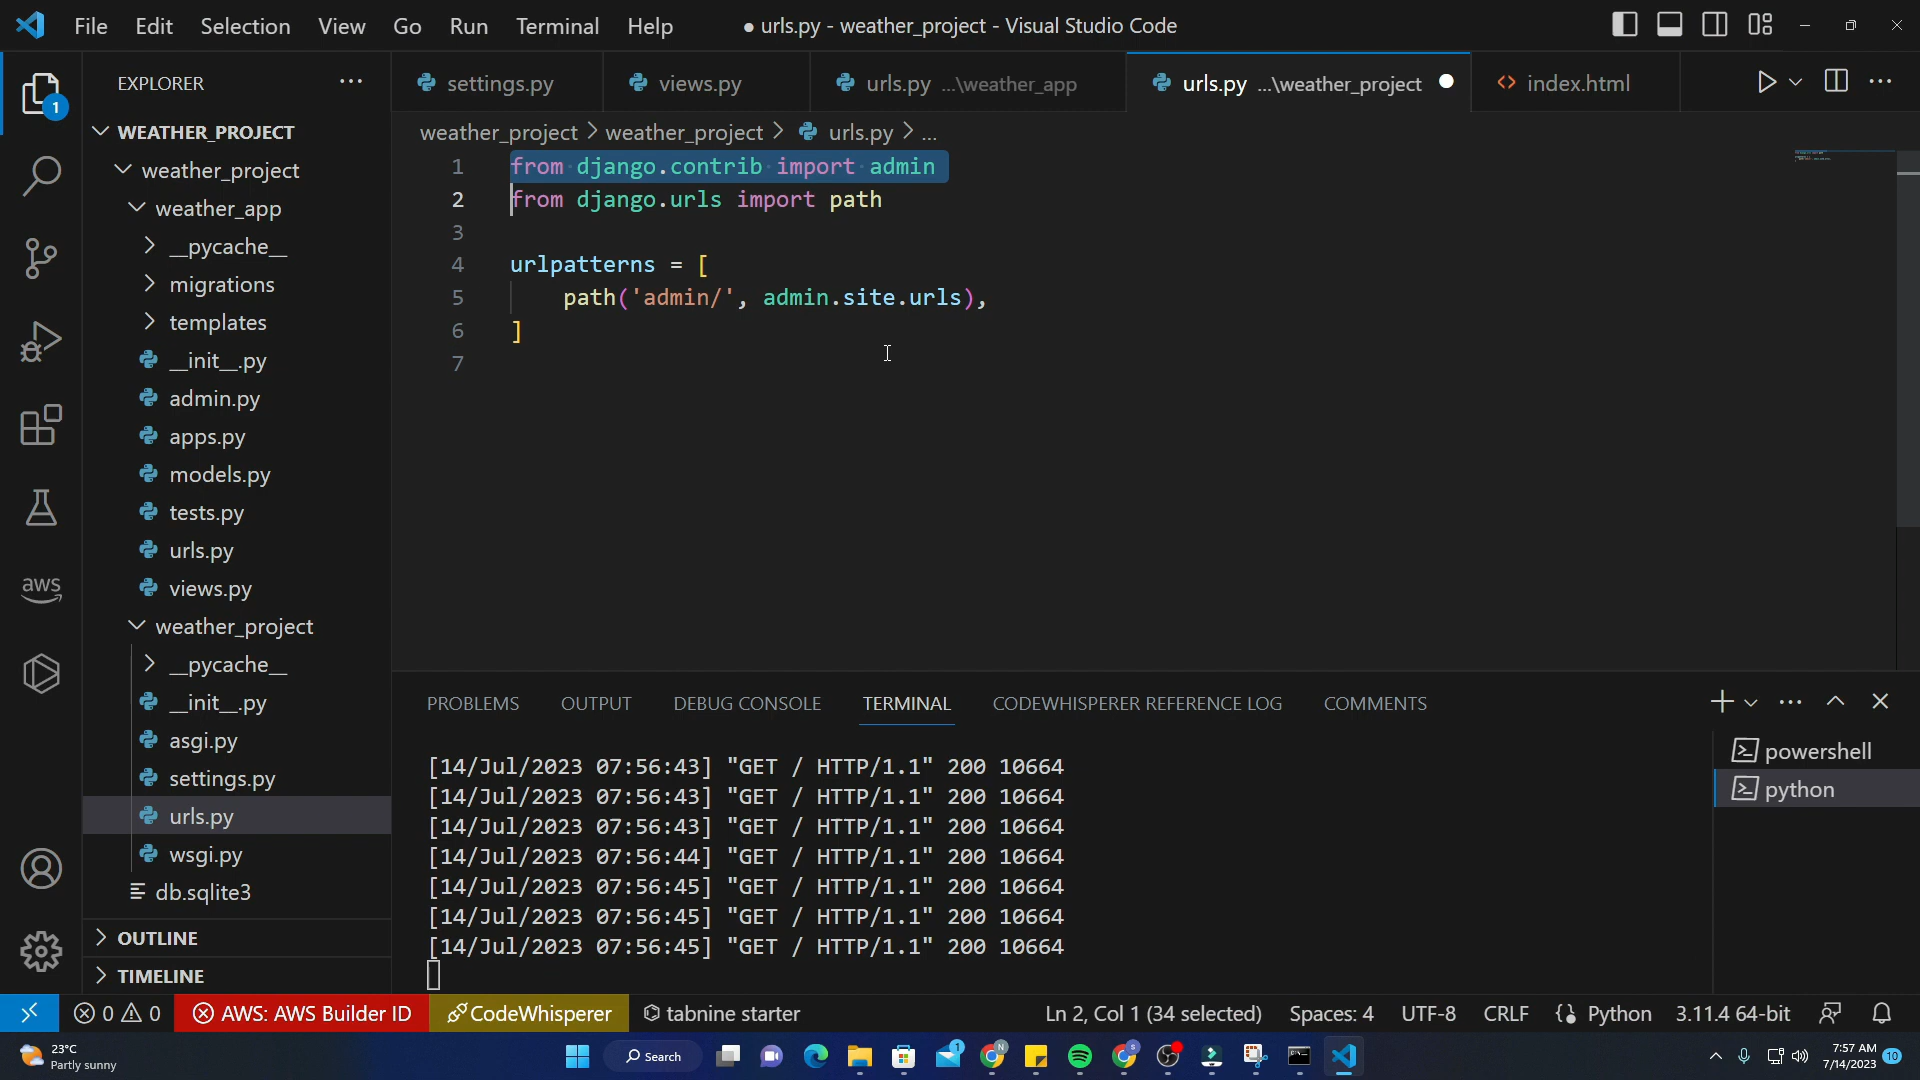 File Edit Selection View Go Run Terminal Help
● urls.py - weather_project - Visual Studio Code
EXPLORER
1
WEATHER_PROJECT
weather_project
weather_app
__pycache__
migrations
templates
__init__.py
admin.py
apps.py
models.py
tests.py
urls.py
views.py
weather_project
__pycache__
__init__.py
asgi.py
settings.py
urls.py
wsgi.py
db.sqlite3
OUTLINE
TIMELINE
aws
settings.py
views.py
urls.py ...\weather_app
urls.py ...\weather_project
index.html
weather_project > weather_project > urls.py > ...
1 from django.contrib import admin
2 from django.urls import path
3
4 urlpatterns = [
5 path('admin/', admin.site.urls),
6 ]
7
PROBLEMS OUTPUT DEBUG CONSOLE TERMINAL CODEWHISPERER REFERENCE LOG COMMENTS
[14/Jul/2023 07:56:43] "GET / HTTP/1.1" 200 10664
[14/Jul/2023 07:56:43] "GET / HTTP/1.1" 200 10664
[14/Jul/2023 07:56:43] "GET / HTTP/1.1" 200 10664
[14/Jul/2023 07:56:44] "GET / HTTP/1.1" 200 10664
[14/Jul/2023 07:56:45] "GET / HTTP/1.1" 200 10664
[14/Jul/2023 07:56:45] "GET / HTTP/1.1" 200 10664
[14/Jul/2023 07:56:45] "GET / HTTP/1.1" 200 10664
powershell
python
0 0 AWS: AWS Builder ID CodeWhisperer tabnine starter Ln 2, Col 1 (34 selected) Spaces: 4 UTF-8 CRLF {} Python 3.11.4 64-bit
23°C
Partly sunny
Search
1
N
S
7:57 AM
7/14/2023
10